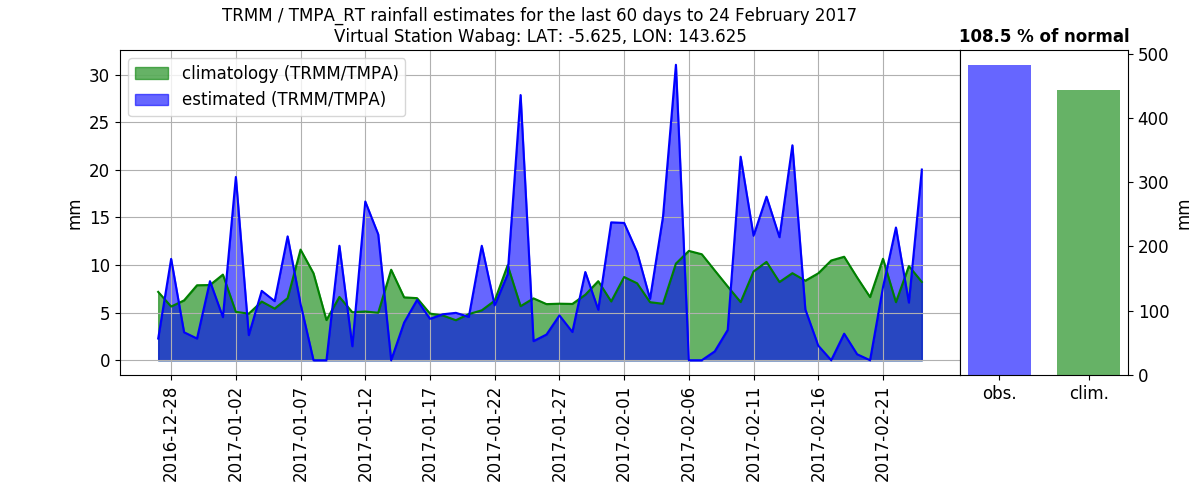 TRMM / TMPA_RT rainfall estimates for the last 60 days to 24 February 2017
Virtual Station Wabag: LAT: -5.625, LON: 143.625
108.5 % of normal
climatology (TRMM/TMPA)
estimated (TRMM/TMPA)
30
25
20
15
10
5
0
mm
2016-12-28
2017-01-02
2017-01-07
2017-01-12
2017-01-17
2017-01-22
2017-01-27
2017-02-01
2017-02-06
2017-02-11
2017-02-16
2017-02-21
500
400
300
200
100
0
mm
obs.
clim.